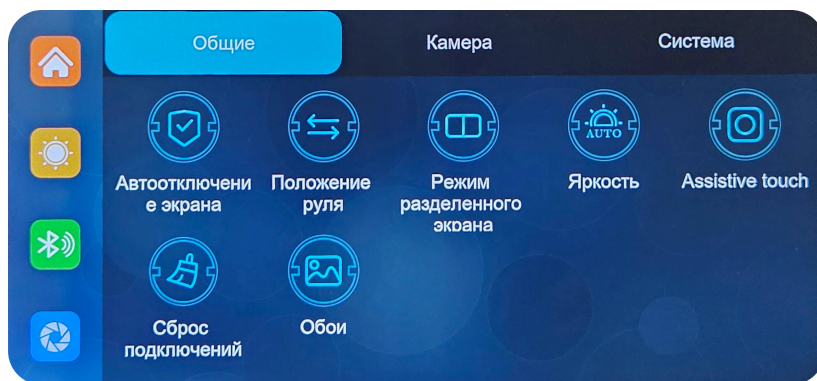 Общие
Камера
Система
AUTO
Автоотключени
е экрана
Положение
руля
Режим
разделенного
экрана
Яркость
Assistive touch
Сброс
подключений
Обои